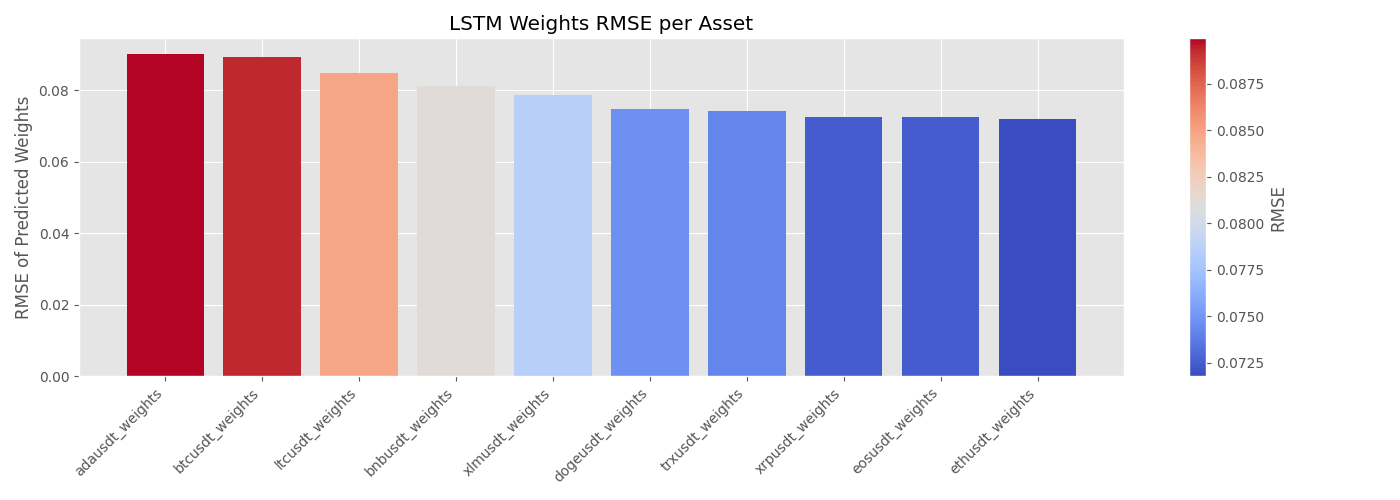 LSTM Weights RMSE per Asset
RMSE of Predicted Weights
0.08
0.06
0.04
0.02
0.00
adausdt_weights
btcusdt_weights
ltcusdt_weights
bnbusdt_weights
xlmusdt_weights
dogeusdt_weights
trxusdt_weights
xrpusdt_weights
eosusdt_weights
ethusdt_weights
0.0875
0.0850
0.0825
0.0800
0.0775
0.0750
0.0725
RMSE